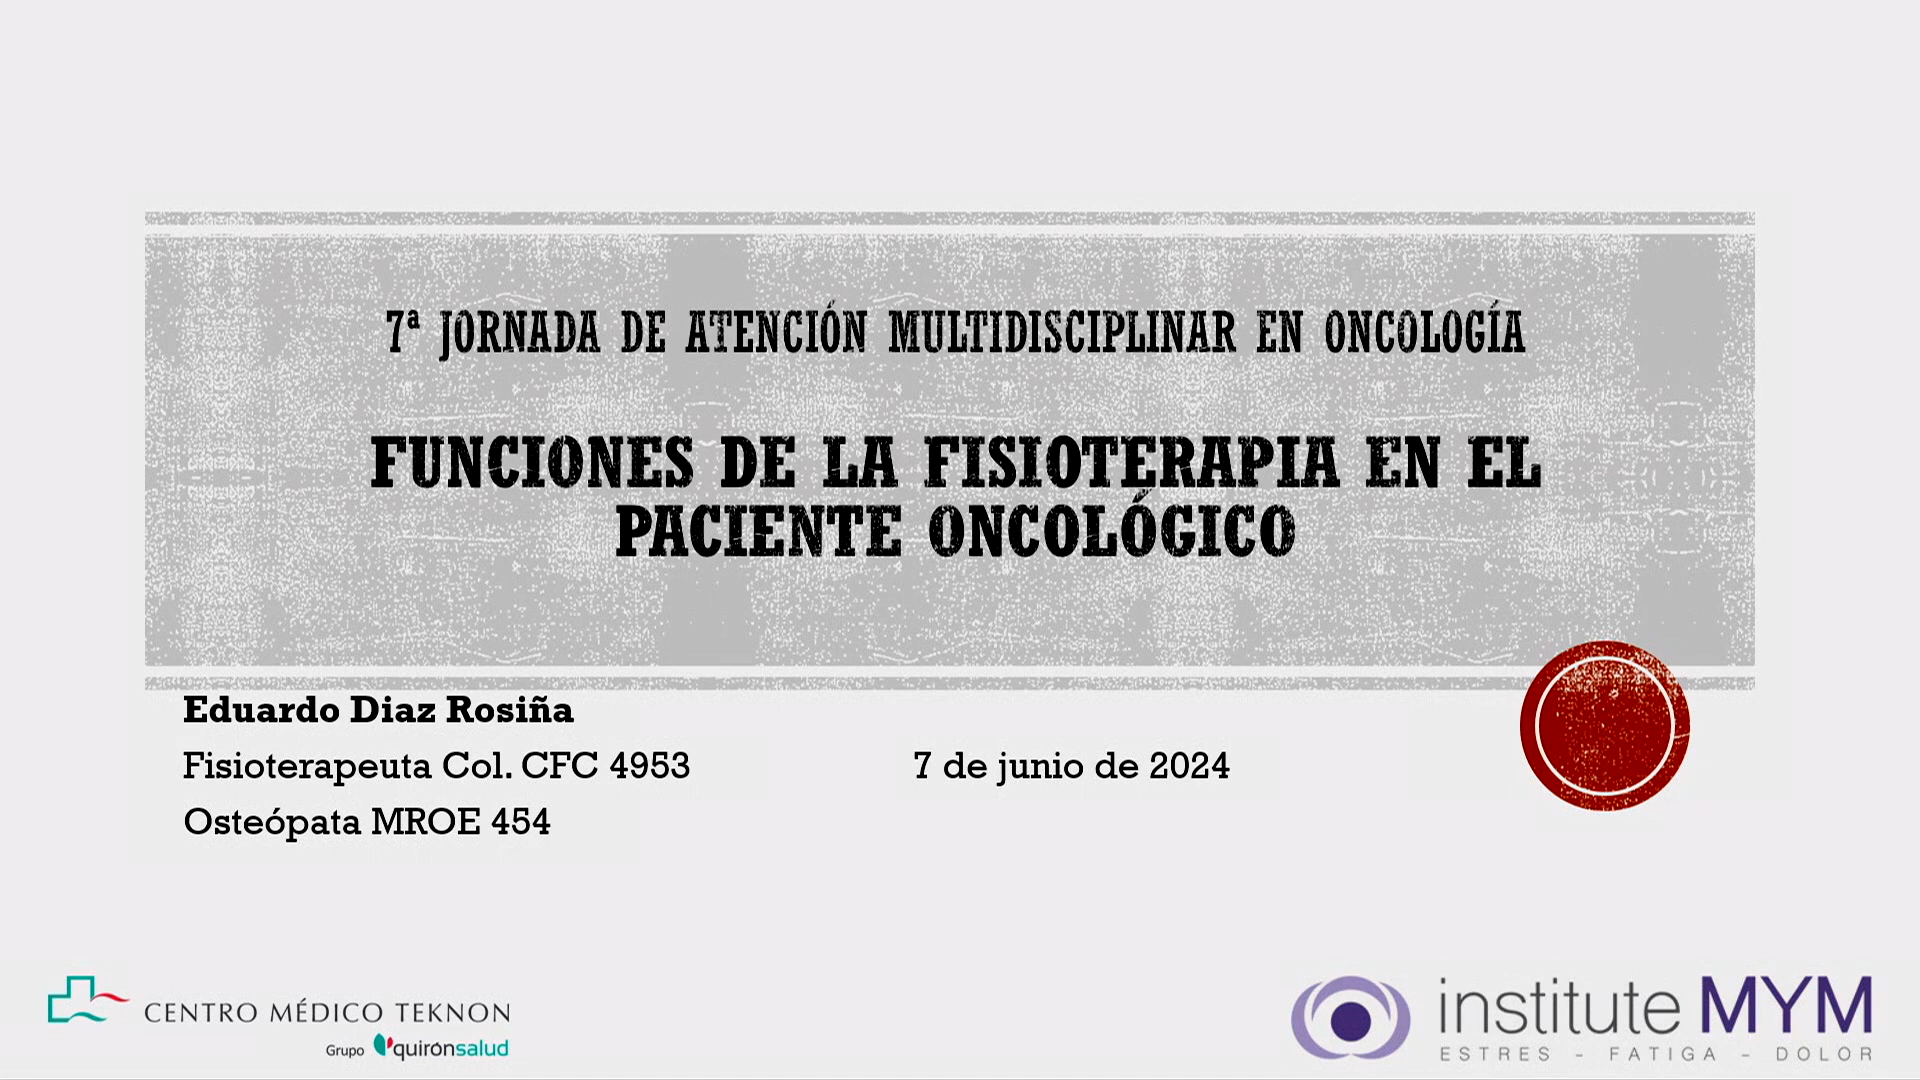 7ª JORNADA DE ATENCIÓN MULTIDISCIPLINAR EN ONCOLOGÍA
FUNCIONES DE LA FISIOTERAPIA EN EL
PACIENTE ONCOLÓGICO
Eduardo Diaz Rosiña
Fisioterapeuta Col. CFC 4953
7 de junio de 2024
Osteópata MROE 454
CENTRO MÉDICO TEKNON
Grupo quirónsalud
institute MYM
ESTRES - FATIGA - DOLOR